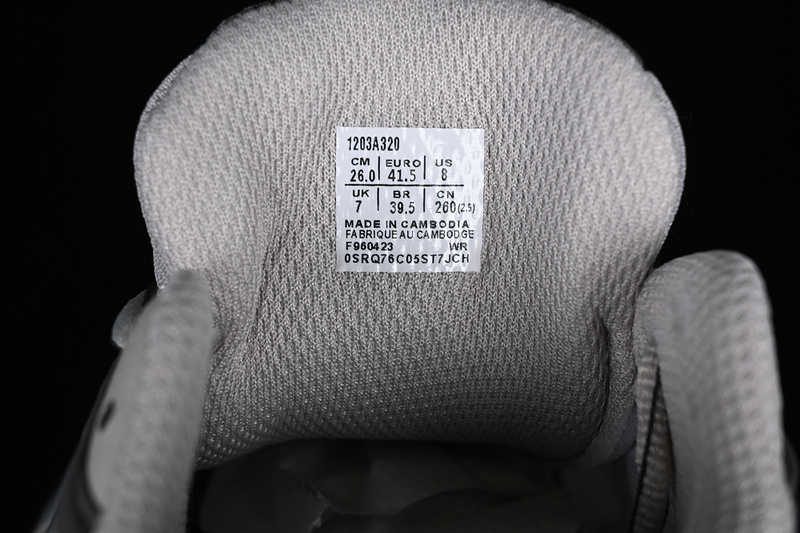 1203A320
CM EURO US
26.0 41.5 8
UK BR CN
7 39.5 260(2.5)
MADE IN CAMBODIA
FABRIQUE AU CAMBODGE
F960423 WR
0SRQ76C05ST7JCH